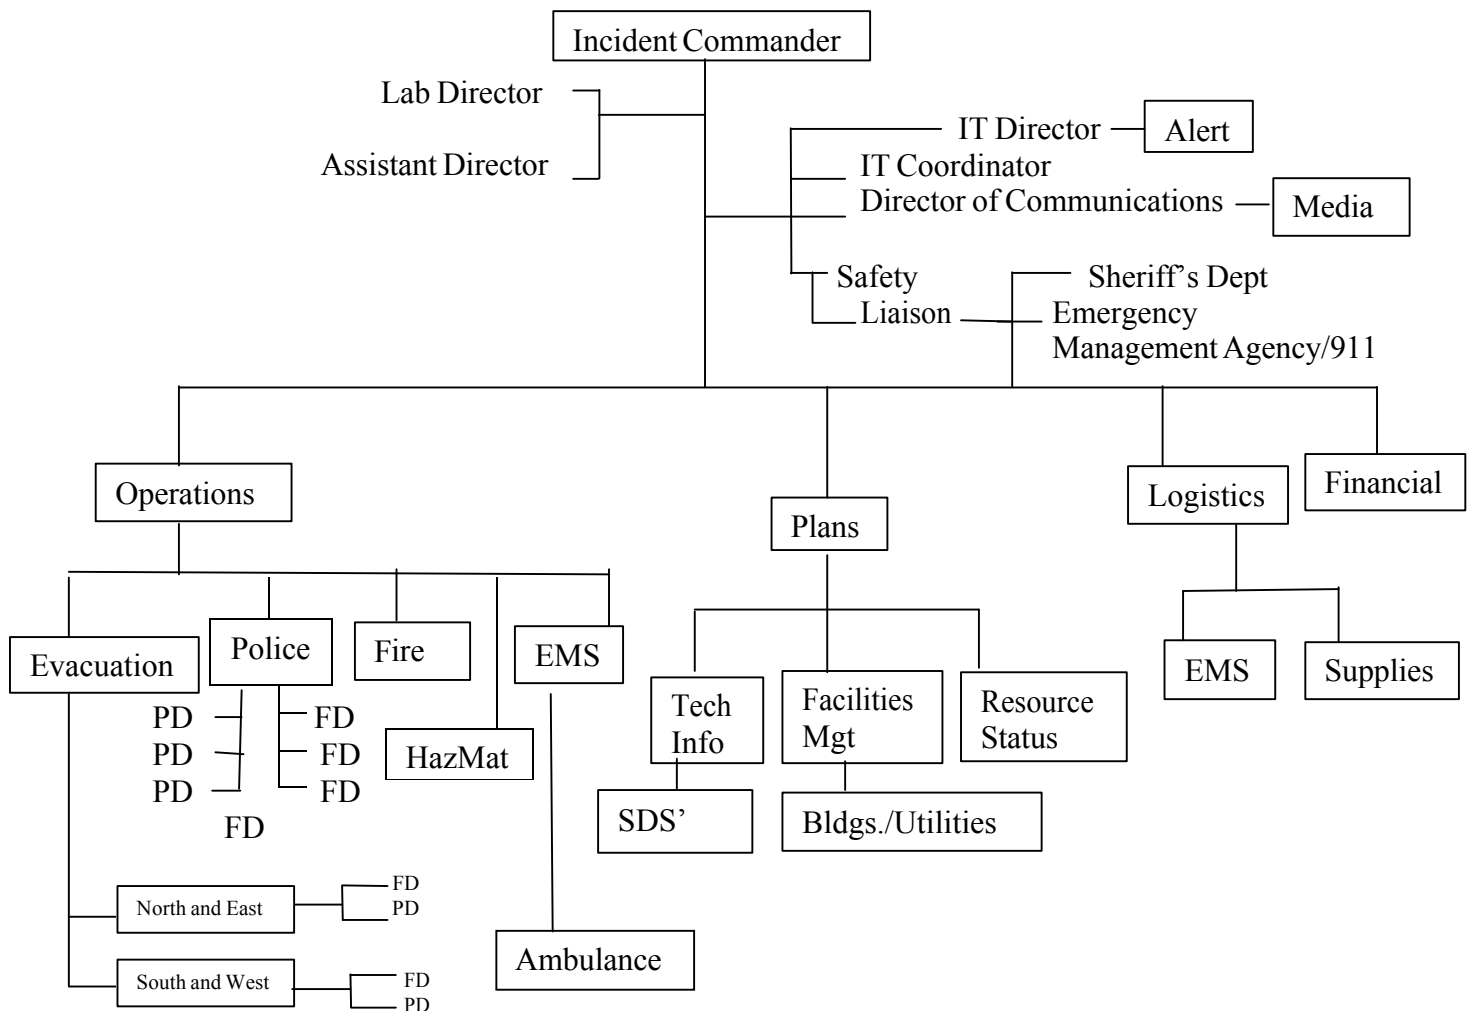 Incident Commander
Lab Director
IT Director
Alert
Assistant Director
IT Coordinator
Director of Communications
Media
Safety
Sheriff’s Dept
Liaison
Emergency
Management Agency/911
Operations
Plans
Logistics
Financial
Evacuation
Police
Fire
EMS
PD
FD
PD
FD
PD
FD
FD
HazMat
Tech
Info
Facilities
Mgt
Resource
Status
EMS
Supplies
SDS’
Bldgs./Utilities
North and East
FD
PD
Ambulance
South and West
FD
PD